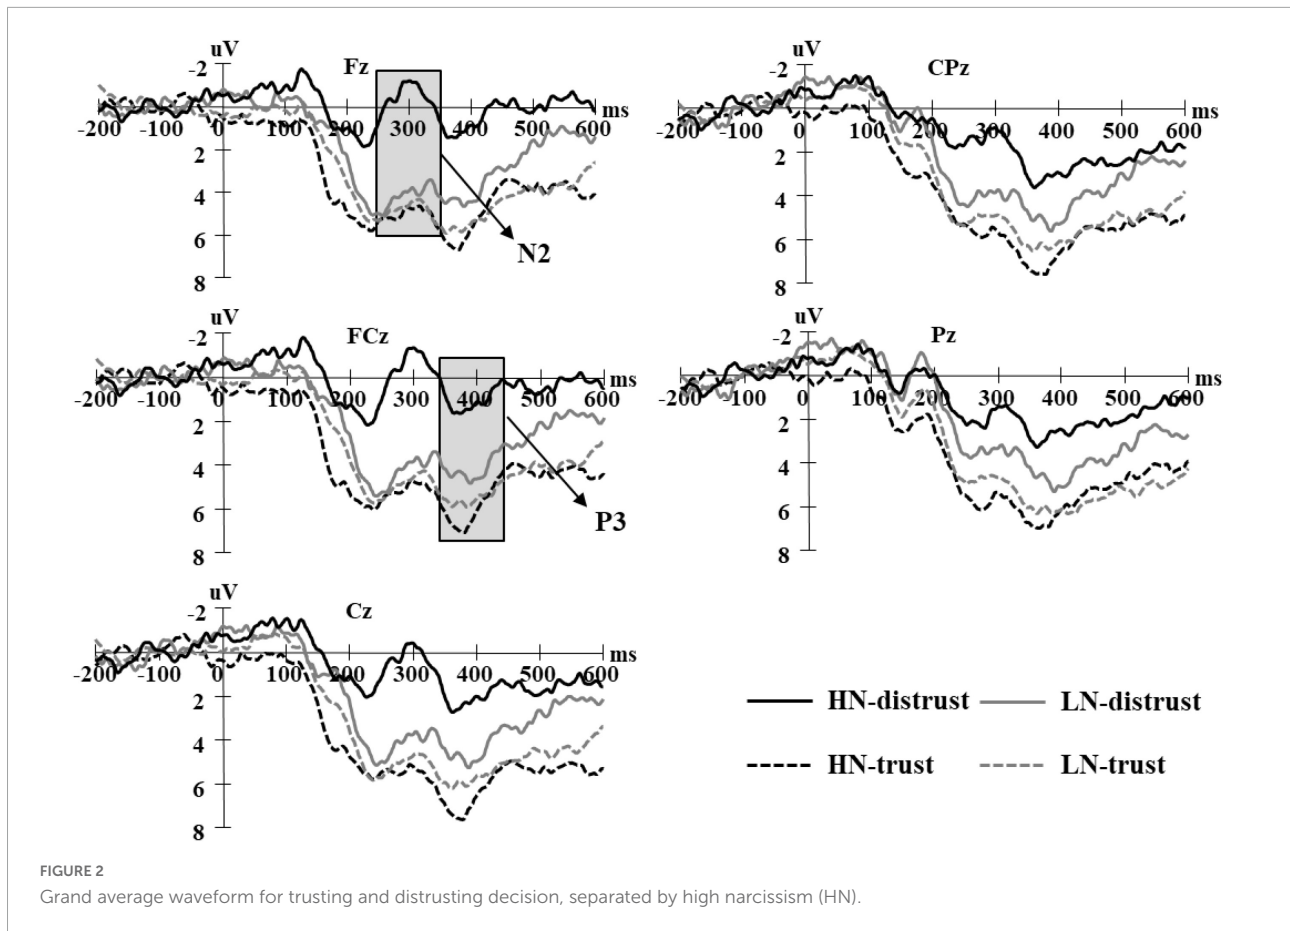 uV
-2
Fz
ms
-200 -100 0 100 200 300 400 500 600
2
4
6
8
N2
uV
-2
CPz
ms
-200 -100 0 100 200 300 400 500 600
2
4
6
8
uV
-2
FCz
ms
-200 -100 0 100 200 300 400 500 600
2
4
6
8
P3
uV
-2
Pz
ms
-200 -100 0 100 200 300 400 500 600
2
4
6
8
uV
-2
Cz
ms
-200 -100 0 100 200 300 400 500 600
2
4
6
8
HN-distrust LN-distrust
HN-trust LN-trust
FIGURE 2
Grand average waveform for trusting and distrusting decision, separated by high narcissism (HN).